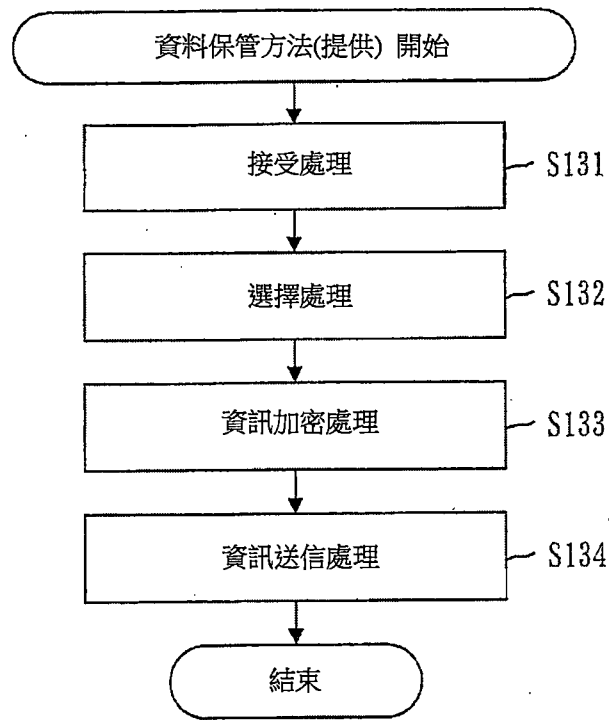 資料保管方法(提供) 開始
接受處理
S131
選擇處理
S132
資訊加密處理
S133
資訊送信處理
S134
結束